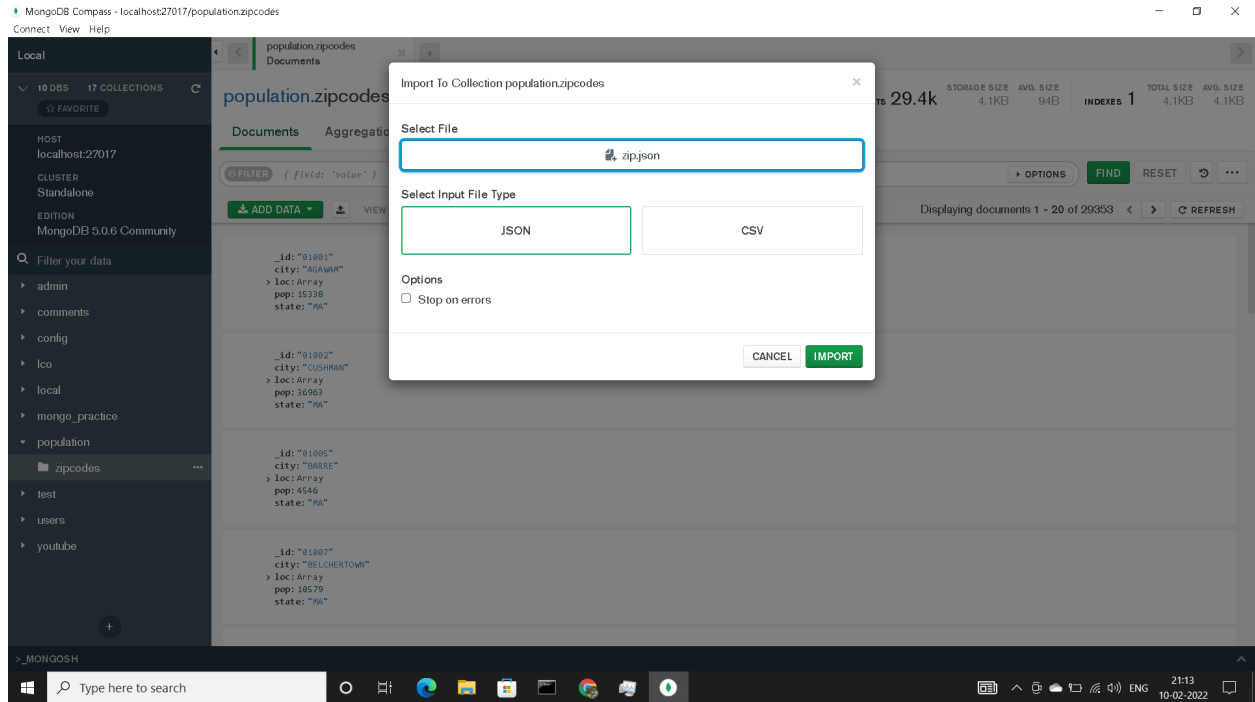 MongoDB Compass - localhost:27017/population.zipcodes
Connect View Help
Local
population.zipcodes
Documents
10 DBS 17 COLLECTIONS
FAVORITE
HOST
localhost:27017
CLUSTER
Standalone
EDITION
MongoDB 5.0.6 Community
Filter your data
admin
comments
config
lco
local
mongo_practice
population
zipcodes
test
users
youtube
>_MONGOSH
population.zipcodes
29.4k
STORAGE SIZE
4.1KB
AVG. SIZE
94B
INDEXES 1
TOTAL SIZE
4.1KB
AVG. SIZE
4.1KB
Documents
FILTER { field: 'value' }
OPTIONS
FIND
RESET
ADD DATA
VIEW
Displaying documents 1 - 20 of 29353
REFRESH
_id: "01001"
city: "AGAWAM"
loc: Array
pop: 15338
state: "MA"
_id: "01002"
city: "CUSHMAN"
loc: Array
pop: 36963
state: "MA"
_id: "01005"
city: "BARRE"
loc: Array
pop: 4546
state: "MA"
_id: "01007"
city: "BELCHERTOWN"
loc: Array
pop: 10579
state: "MA"
Import To Collection population.zipcodes
Select File
zip.json
Select Input File Type
JSON
CSV
Options
Stop on errors
CANCEL
IMPORT
Type here to search
ENG
21:13
10-02-2022